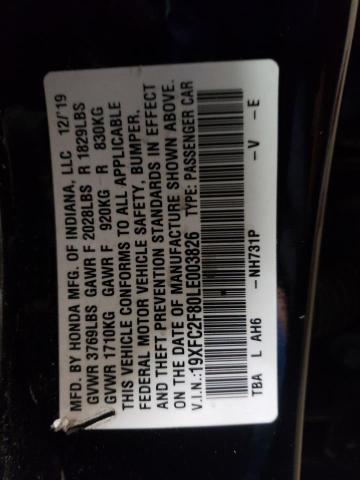 MFD. BY HONDA MFG. OF INDIANA, LLC 12/'19
GVWR 3769LBS GAWR F 2028LBS R 1829LBS
GVWR 1710KG GAWR F 920KG R 830KG
THIS VEHICLE CONFORMS TO ALL APPLICABLE
FEDERAL MOTOR VEHICLE SAFETY, BUMPER,
AND THEFT PREVENTION STANDARDS IN EFFECT
ON THE DATE OF MANUFACTURE SHOWN ABOVE.
V.I.N.:19XFC2F80LE003826 TYPE: PASSENGER CAR
TBA L AH6 -NH731P -V -E